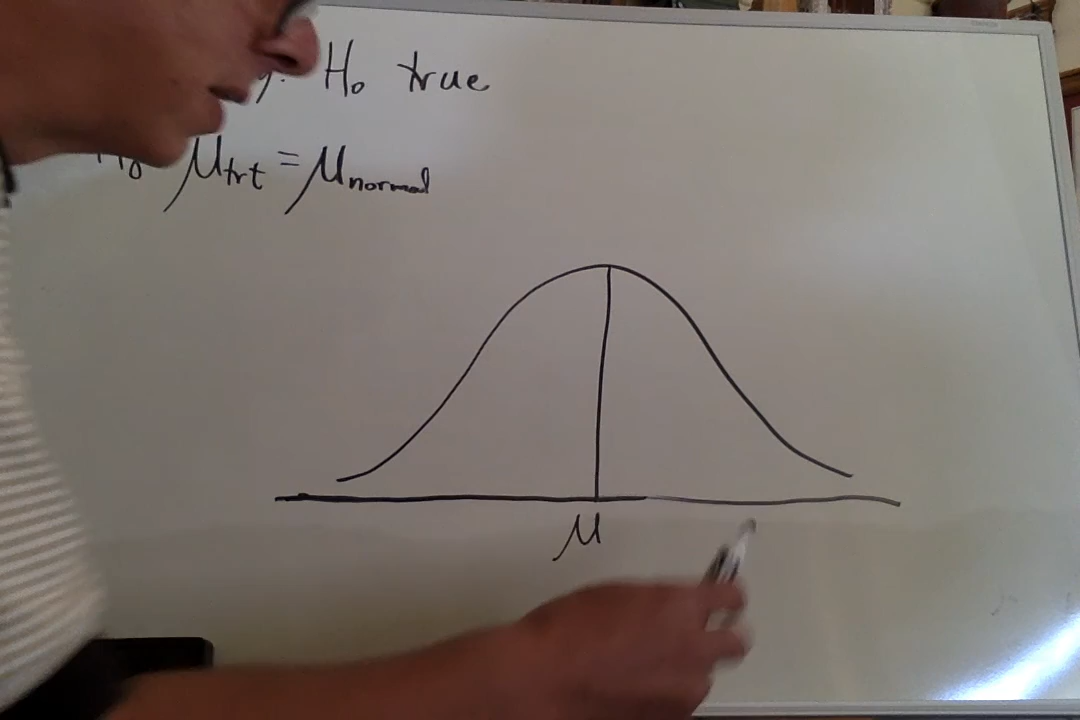 H₀ true
μtrt = μnormal
μ